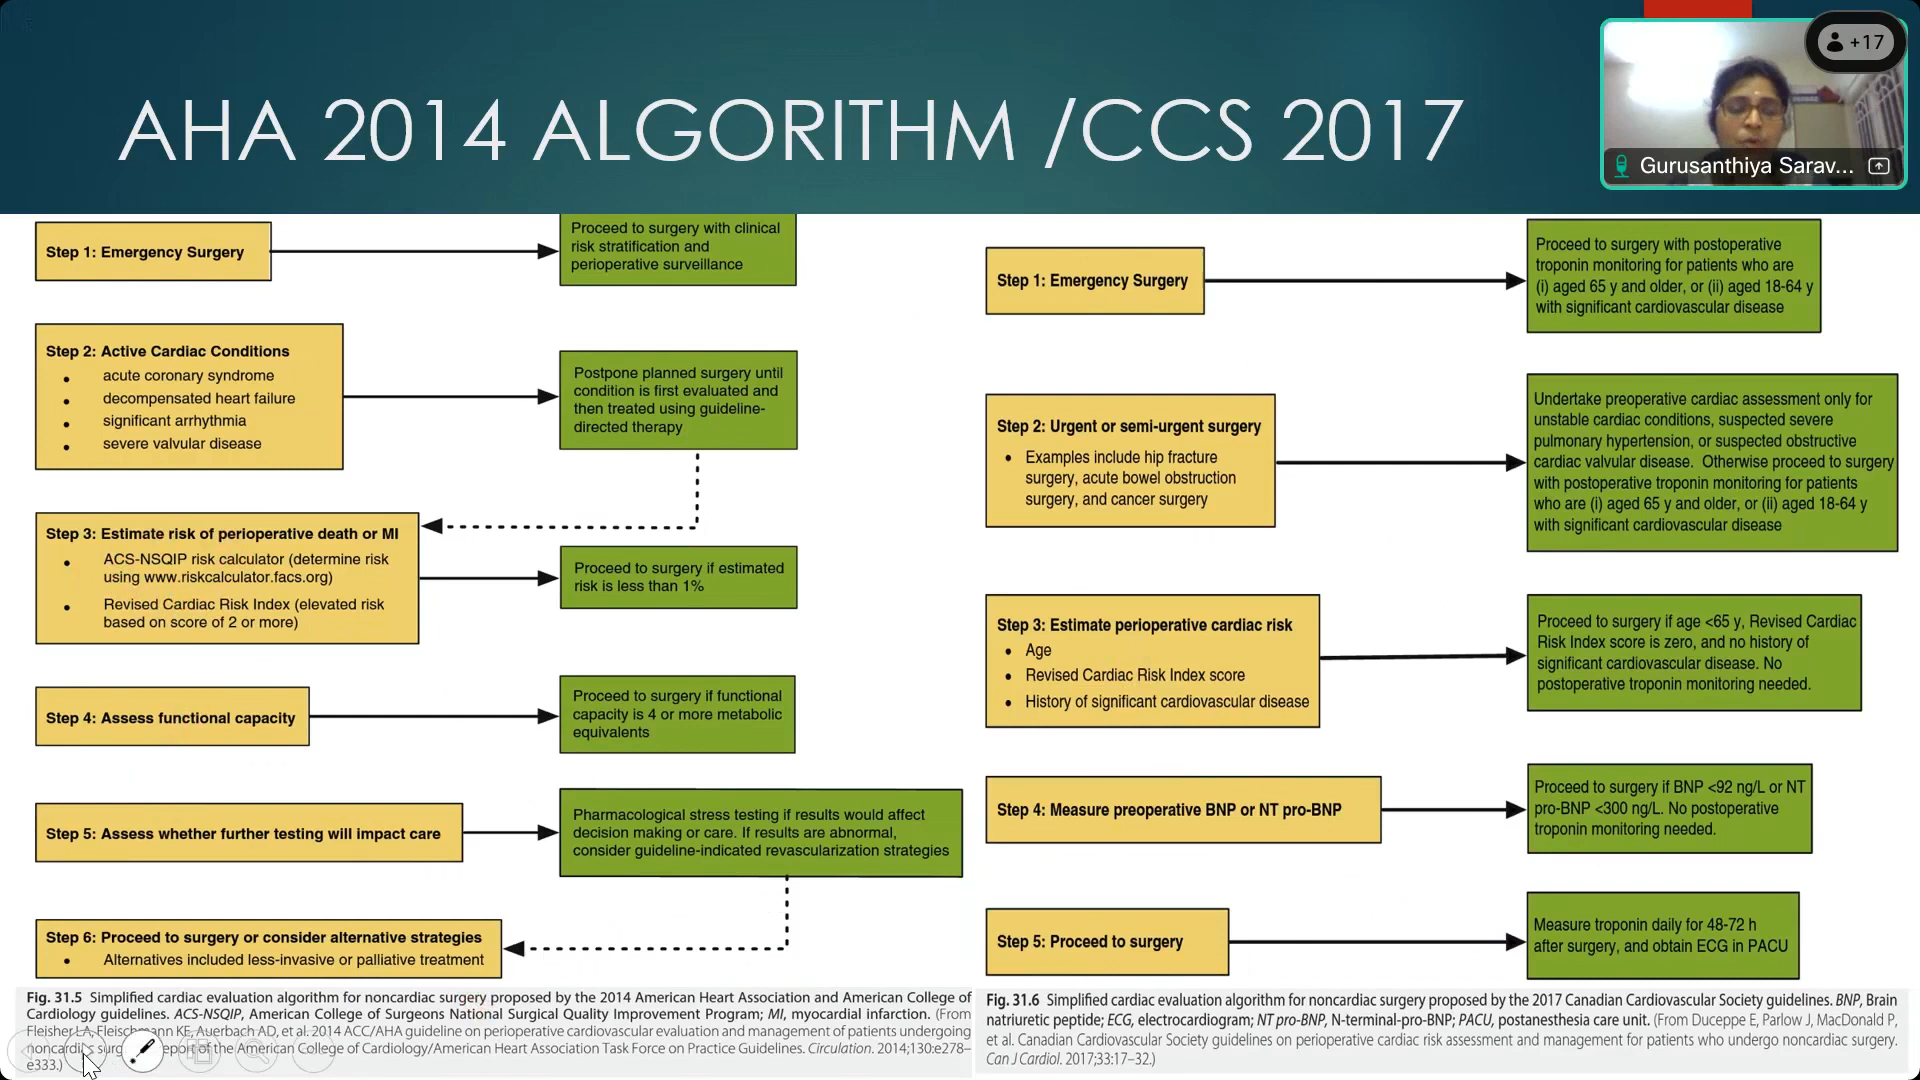 AHA 2014 ALGORITHM /CCS 2017
+17
Gurusanthiya Sarav...
Step 1: Emergency Surgery
Proceed to surgery with clinical
risk stratification and
perioperative surveillance
Step 2: Active Cardiac Conditions
• acute coronary syndrome
• decompensated heart failure
• significant arrhythmia
• severe valvular disease
Postpone planned surgery until
condition is first evaluated and
then treated using guideline-
directed therapy
Step 3: Estimate risk of perioperative death or MI
• ACS-NSQIP risk calculator (determine risk
using www.riskcalculator.facs.org)
• Revised Cardiac Risk Index (elevated risk
based on score of 2 or more)
Proceed to surgery if estimated
risk is less than 1%
Step 4: Assess functional capacity
Proceed to surgery if functional
capacity is 4 or more metabolic
equivalents
Step 5: Assess whether further testing will impact care
Pharmacological stress testing if results would affect
decision making or care. If results are abnormal,
consider guideline-indicated revascularization strategies
Step 6: Proceed to surgery or consider alternative strategies
• Alternatives included less-invasive or palliative treatment
Fig. 31.5 Simplified cardiac evaluation algorithm for noncardiac surgery proposed by the 2014 American Heart Association and American College of
Cardiology guidelines. ACS-NSQIP, American College of Surgeons National Surgical Quality Improvement Program; MI, myocardial infarction. (From
Fleisher LA, Fleischmann KE, Auerbach AD, et al. 2014 ACC/AHA guideline on perioperative cardiovascular evaluation and management of patients undergoing
noncardiac report of the American College of Cardiology/American Heart Association Task Force on Practice Guidelines. Circulation. 2014;130:e278–
e333.)
Step 1: Emergency Surgery
Proceed to surgery with postoperative
troponin monitoring for patients who are
(i) aged 65 y and older, or (ii) aged 18-64 y
with significant cardiovascular disease
Step 2: Urgent or semi-urgent surgery
• Examples include hip fracture
surgery, acute bowel obstruction
surgery, and cancer surgery
Undertake preoperative cardiac assessment only for
unstable cardiac conditions, suspected severe
pulmonary hypertension, or suspected obstructive
cardiac valvular disease. Otherwise proceed to surgery
with postoperative troponin monitoring for patients
who are (i) aged 65 y and older, or (ii) aged 18-64 y
with significant cardiovascular disease
Step 3: Estimate perioperative cardiac risk
• Age
• Revised Cardiac Risk Index score
• History of significant cardiovascular disease
Proceed to surgery if age <65 y, Revised Cardiac
Risk Index score is zero, and no history of
significant cardiovascular disease. No
postoperative troponin monitoring needed.
Step 4: Measure preoperative BNP or NT pro-BNP
Proceed to surgery if BNP <92 ng/L or NT
pro-BNP <300 ng/L. No postoperative
troponin monitoring needed.
Step 5: Proceed to surgery
Measure troponin daily for 48-72 h
after surgery, and obtain ECG in PACU
Fig. 31.6 Simplified cardiac evaluation algorithm for noncardiac surgery proposed by the 2017 Canadian Cardiovascular Society guidelines. BNP, Brain
natriuretic peptide; ECG, electrocardiogram; NT pro-BNP, N-terminal-pro-BNP; PACU, postanesthesia care unit. (From Duceppe E, Parlow J, MacDonald P,
et al. Canadian Cardiovascular Society guidelines on perioperative cardiac risk assessment and management for patients who undergo noncardiac surgery.
Can J Cardiol. 2017;33:17–32.)